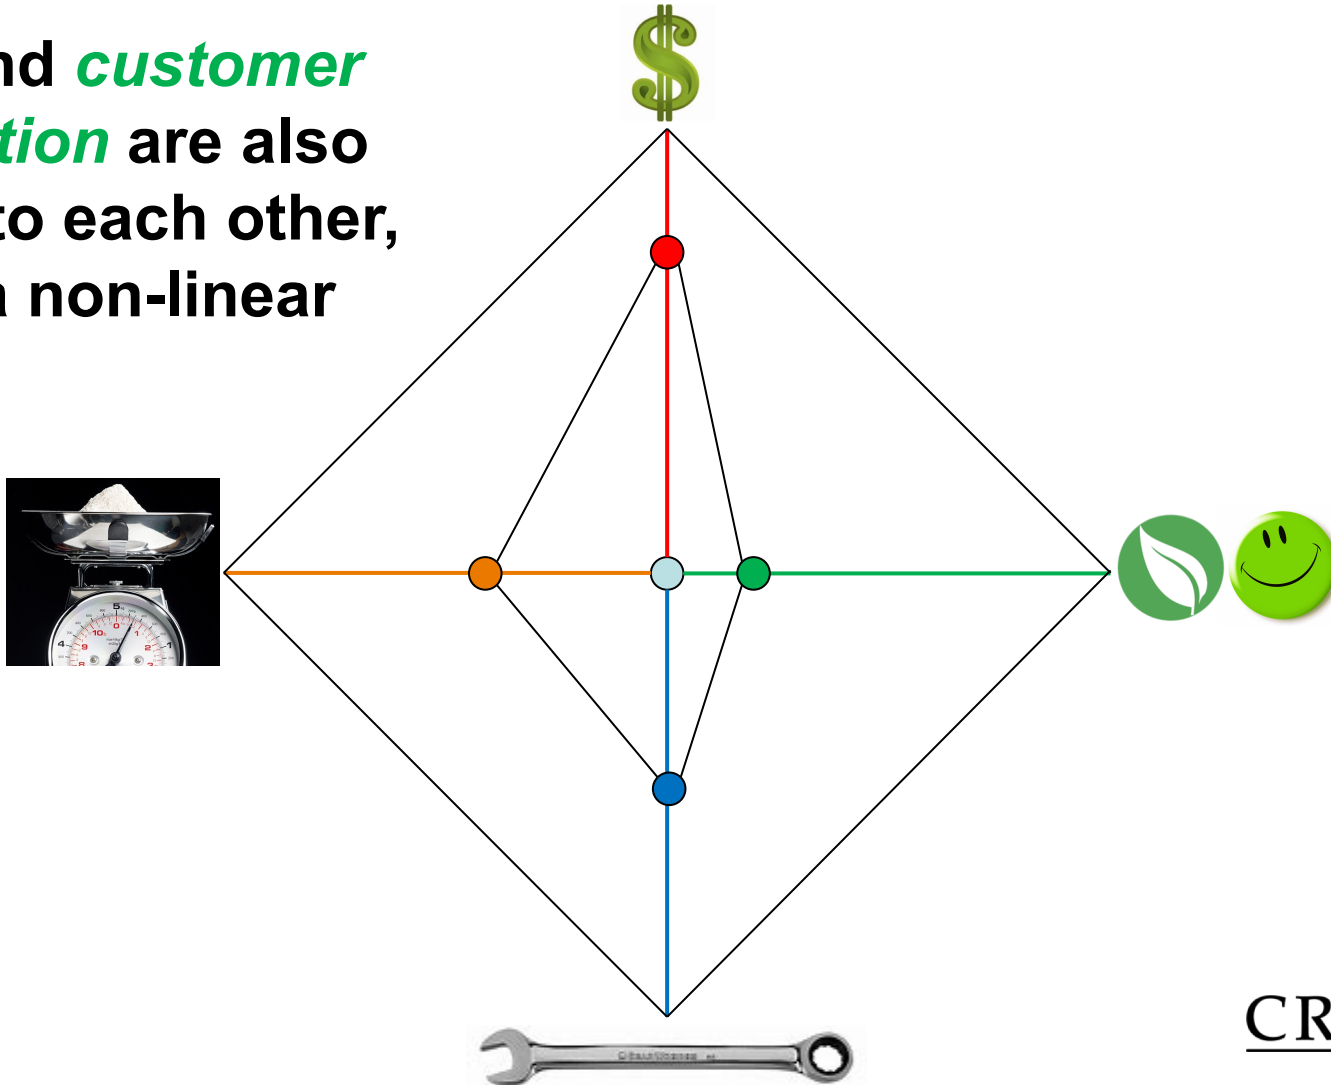 nd customer
tion are also
to each other,
a non-linear
CR